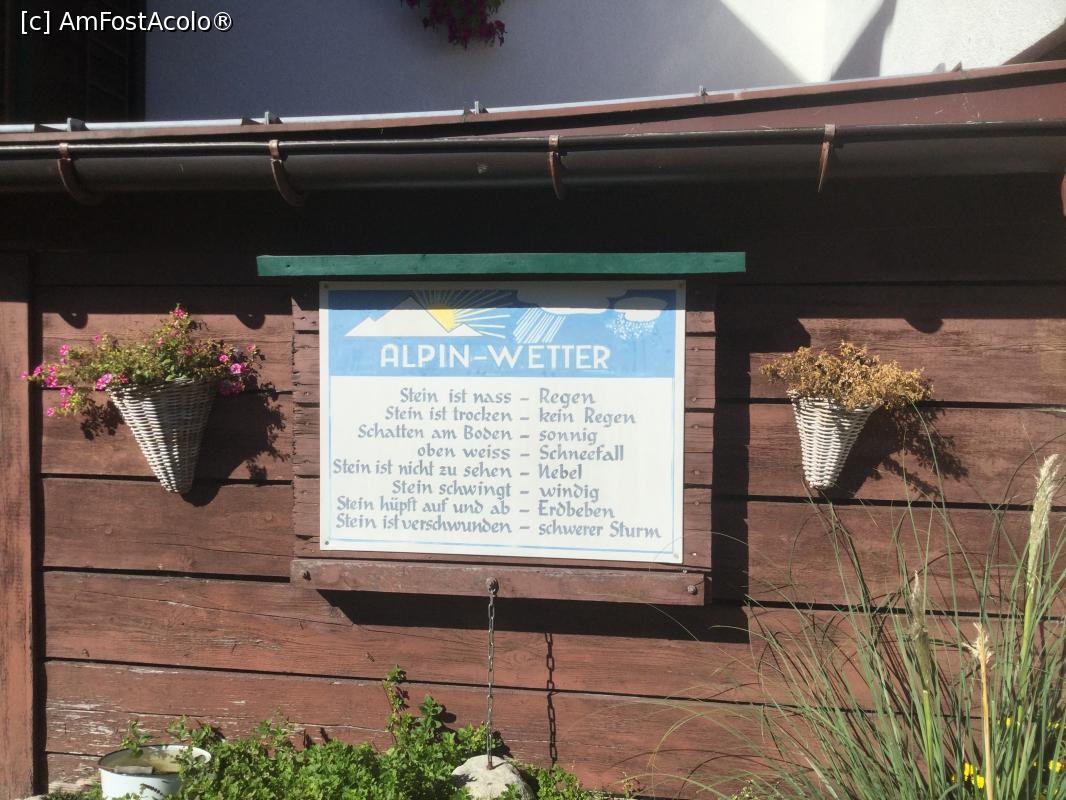 [c] AmFostAcolo®
ALPIN-WETTER
Stein ist nass – Regen
Stein ist trocken – kein Regen
Schatten am Boden – sonnig
oben weiss – Schneefall
Stein ist nicht zu sehen – Nebel
Stein schwingt – windig
Stein hüpft auf und ab – Erdbeben
Stein ist verschwunden – schwerer Sturm